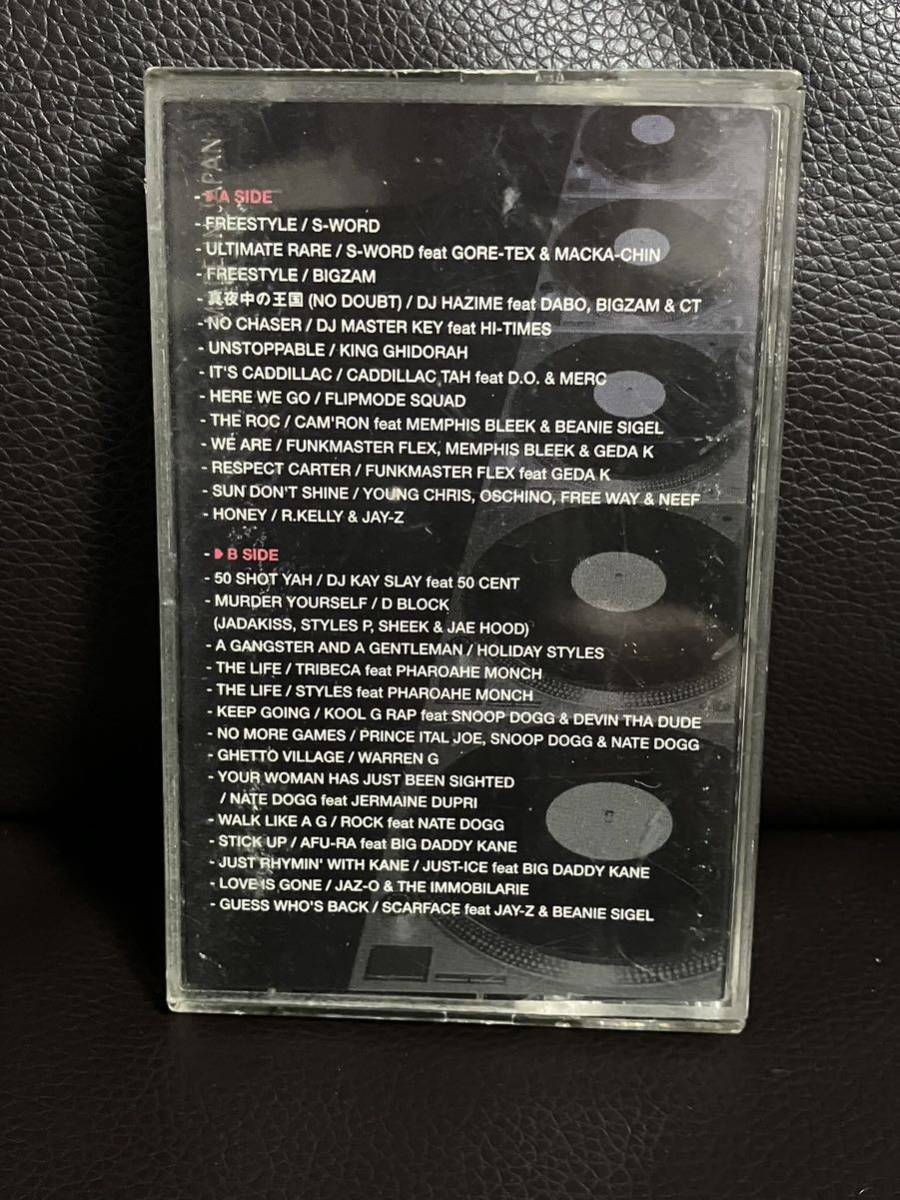 - A SIDE
- FREESTYLE / S-WORD
- ULTIMATE RARE / S-WORD feat GORE-TEX & MACKA-CHIN
- FREESTYLE / BIGZAM
- 真夜中の王国 (NO DOUBT) / DJ HAZIME feat DABO, BIGZAM & CT
- NO CHASER / DJ MASTER KEY feat HI-TIMES
- UNSTOPPABLE / KING GHIDORAH
- IT'S CADDILLAC / CADDILLAC TAH feat D.O. & MERC
- HERE WE GO / FLIPMODE SQUAD
- THE ROC / CAM'RON feat MEMPHIS BLEEK & BEANIE SIGEL
- WE ARE / FUNKMASTER FLEX, MEMPHIS BLEEK & GEDA K
- RESPECT CARTER / FUNKMASTER FLEX feat GEDA K
- SUN DON'T SHINE / YOUNG CHRIS, OSCHINO, FREE WAY & NEEF
- HONEY / R.KELLY & JAY-Z
- B SIDE
- 50 SHOT YAH / DJ KAY SLAY feat 50 CENT
- MURDER YOURSELF / D BLOCK
(JADAKISS, STYLES P, SHEEK & JAE HOOD)
- A GANGSTER AND A GENTLEMAN / HOLIDAY STYLES
- THE LIFE / TRIBECA feat PHAROAHE MONCH
- THE LIFE / STYLES feat PHAROAHE MONCH
- KEEP GOING / KOOL G RAP feat SNOOP DOGG & DEVIN THA DUDE
- NO MORE GAMES / PRINCE ITAL JOE, SNOOP DOGG & NATE DOGG
- GHETTO VILLAGE / WARREN G
- YOUR WOMAN HAS JUST BEEN SIGHTED
/ NATE DOGG feat JERMAINE DUPRI
- WALK LIKE A G / ROCK feat NATE DOGG
- STICK UP / AFU-RA feat BIG DADDY KANE
- JUST RHYMIN' WITH KANE / JUST-ICE feat BIG DADDY KANE
- LOVE IS GONE / JAZ-O & THE IMMOBILARIE
- GUESS WHO'S BACK / SCARFACE feat JAY-Z & BEANIE SIGEL
JAPAN